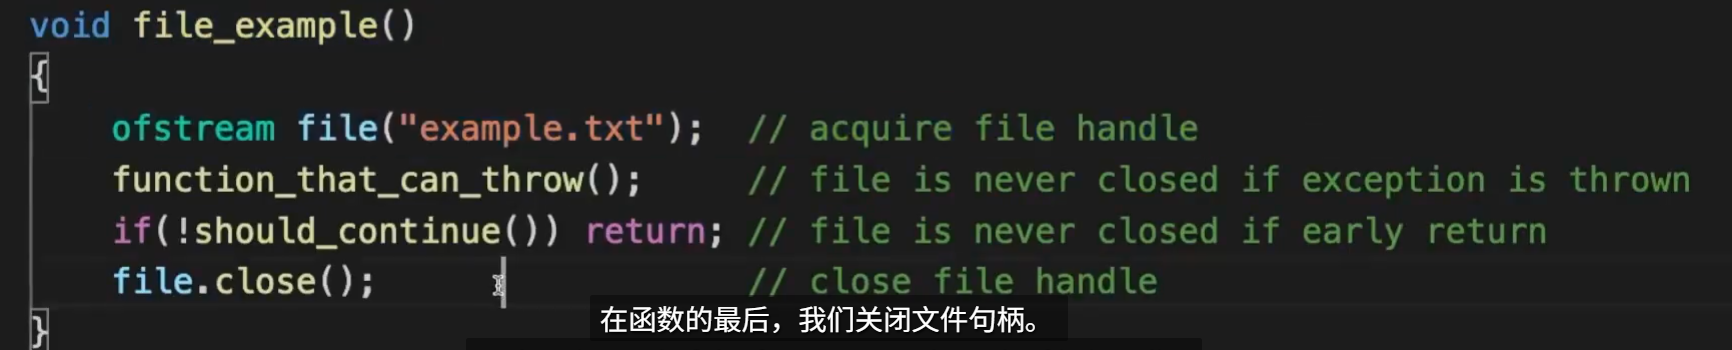 void file_example()
{
ofstream file("example.txt"); // acquire file handle
function_that_can_throw(); // file is never closed if exception is thrown
if(!should_continue()) return; // file is never closed if early return
file.close(); // close file handle
在函数的最后，我们关闭文件句柄。
}